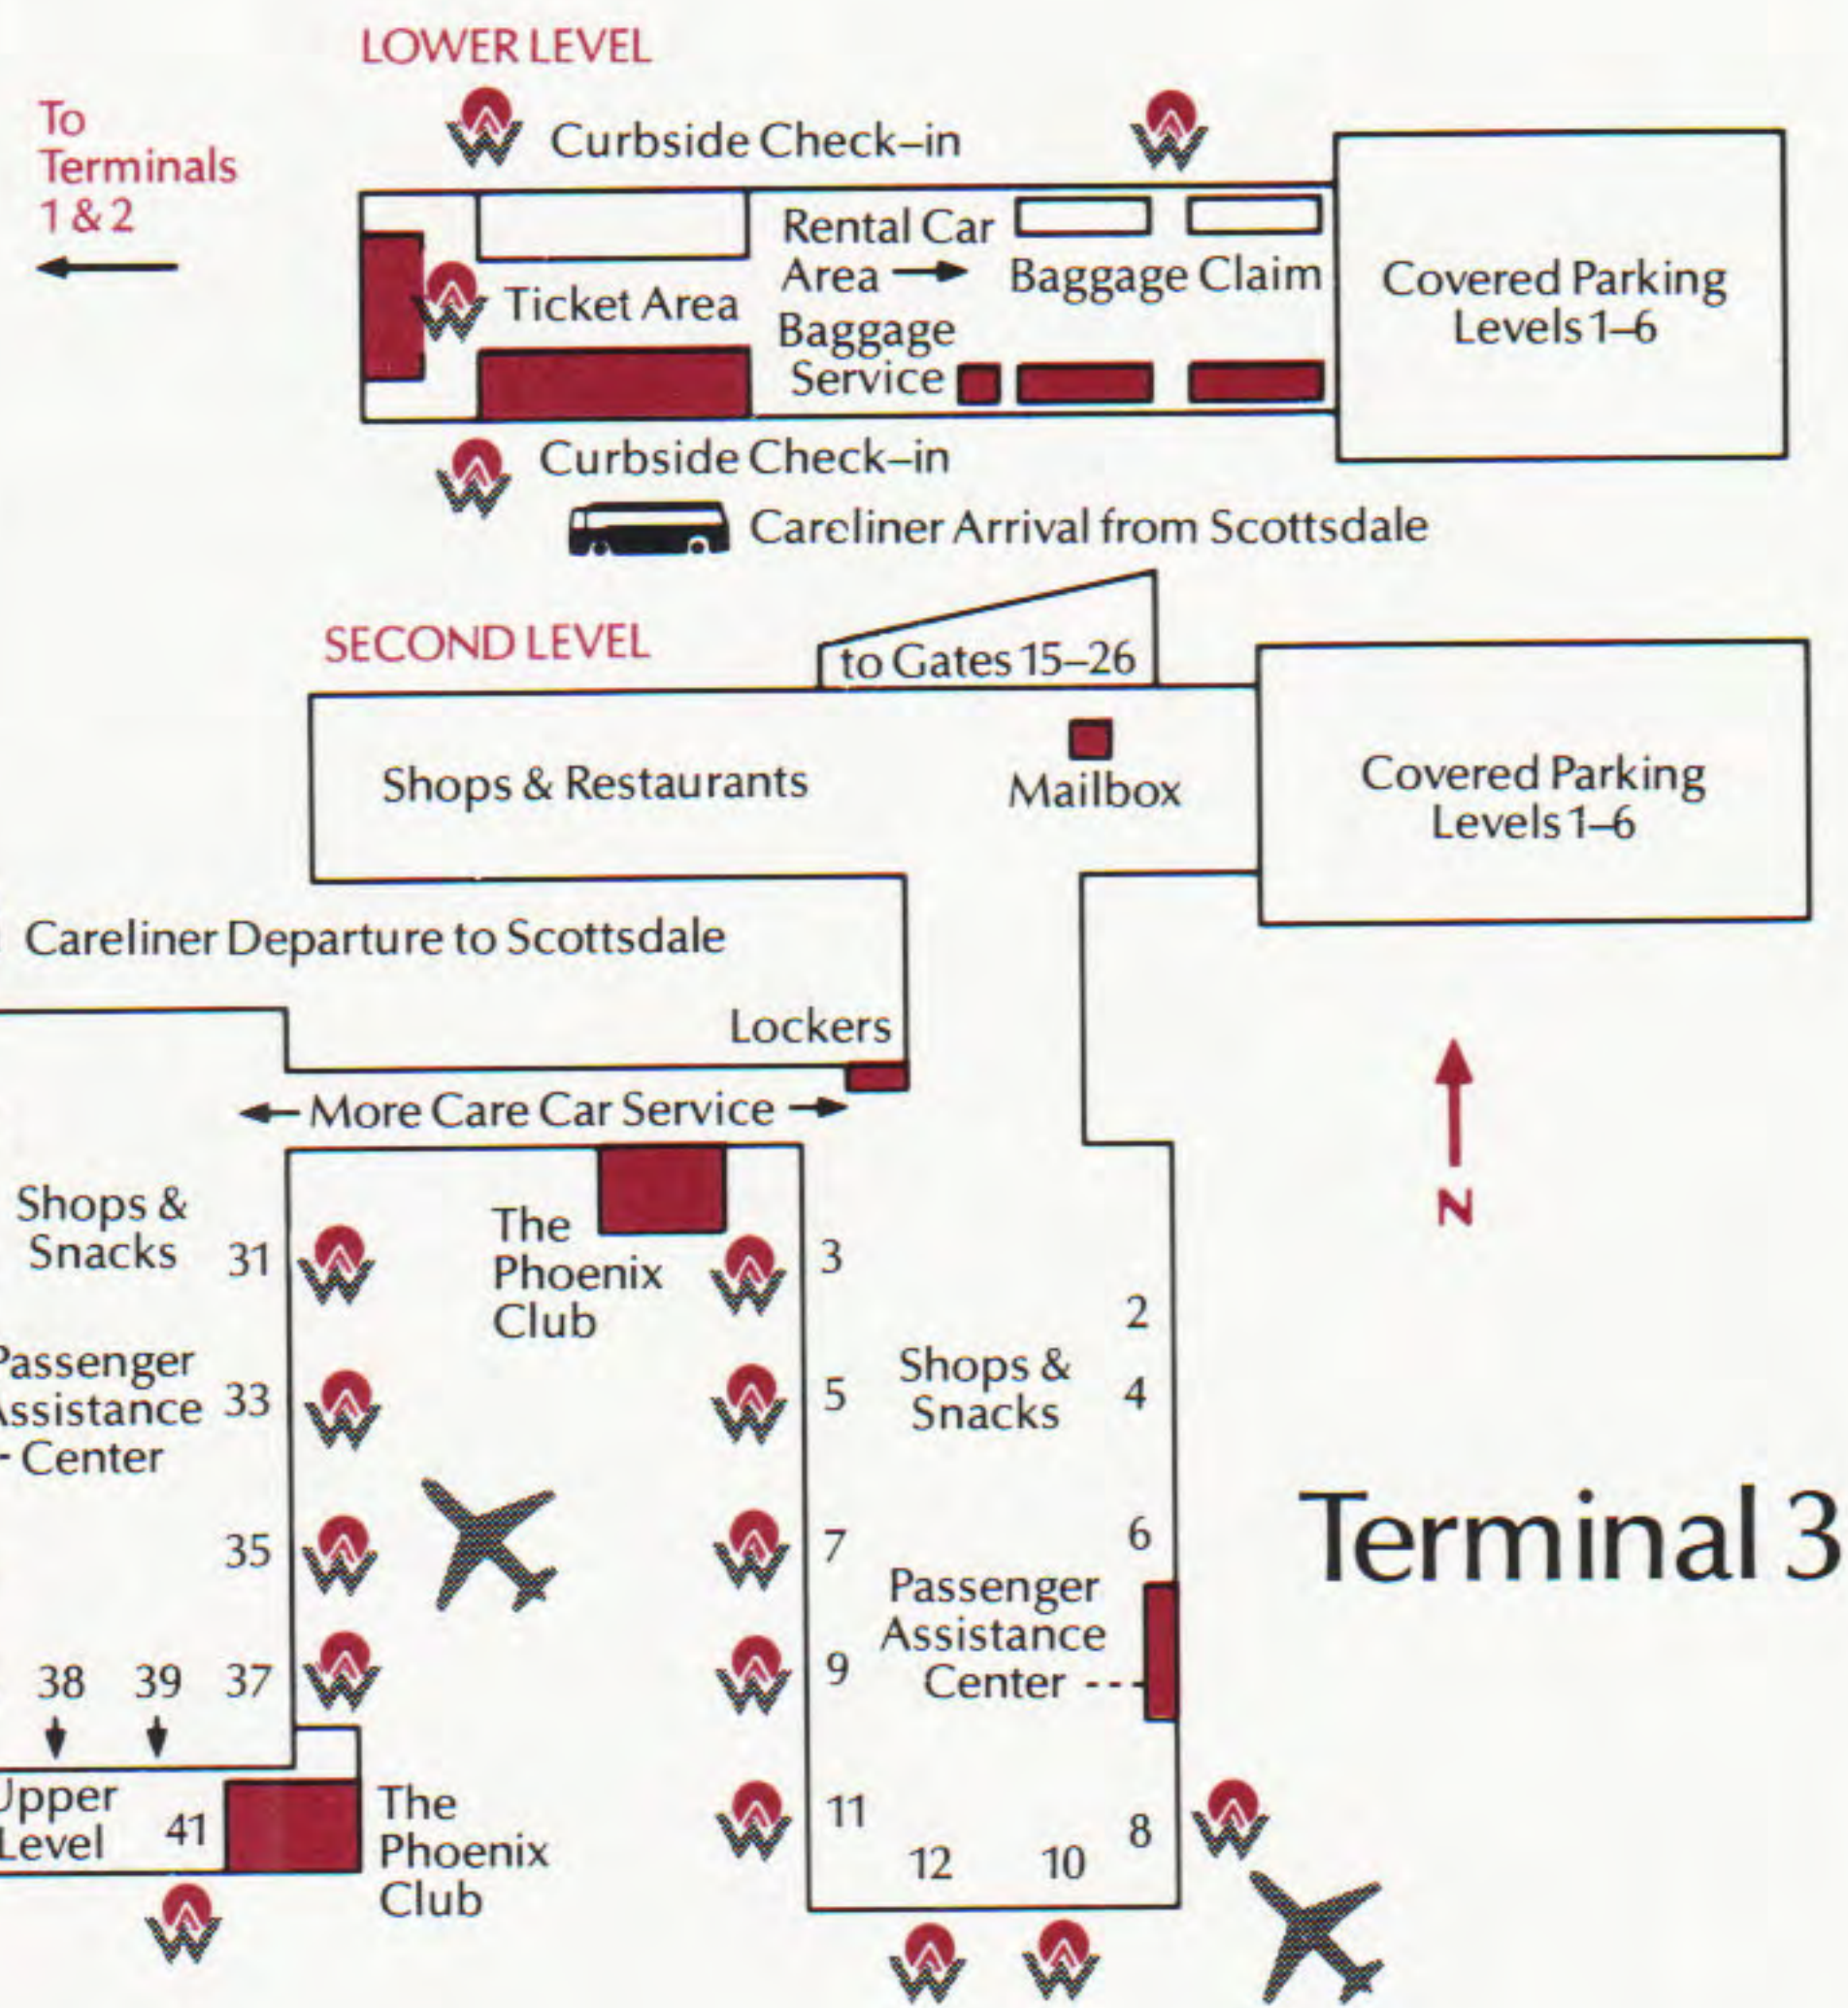 LOWER LEVEL
To
Terminals
1 & 2
Curbside Check–in
Rental Car
Area
Baggage Claim
Ticket Area
Baggage
Service
Covered Parking
Levels 1–6
Curbside Check–in
Careliner Arrival from Scottsdale
SECOND LEVEL
to Gates 15–26
Shops & Restaurants
Mailbox
Covered Parking
Levels 1–6
Careliner Departure to Scottsdale
Lockers
More Care Car Service
N
Shops &
Snacks
31
The
Phoenix
Club
3
2
Passenger
Assistance
Center
33
5
Shops &
Snacks
4
35
7
6
Terminal 3
Passenger
Assistance
Center
38
39
37
9
Upper
Level
41
The
Phoenix
Club
11
12
10
8